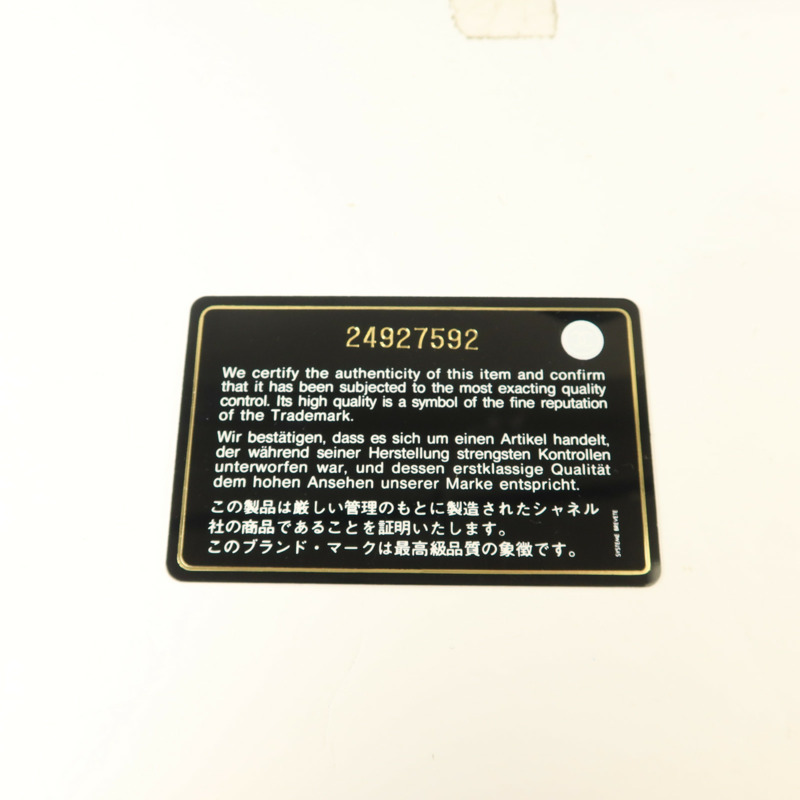 24927592
We certify the authenticity of this item and confirm
that it has been subjected to the most exacting quality
control. Its high quality is a symbol of the fine reputation
of the Trademark.
Wir bestätigen, dass es sich um einen Artikel handelt,
der während seiner Herstellung strengsten Kontrollen
unterworfen war, und dessen erstklassige Qualität
dem hohen Ansehen unserer Marke entspricht.
この製品は厳しい管理のもとに製造されたシャネル
社の商品であることを証明いたします。
このブランド・マークは最高級品質の象徴です。
SYSTEME BREVETE